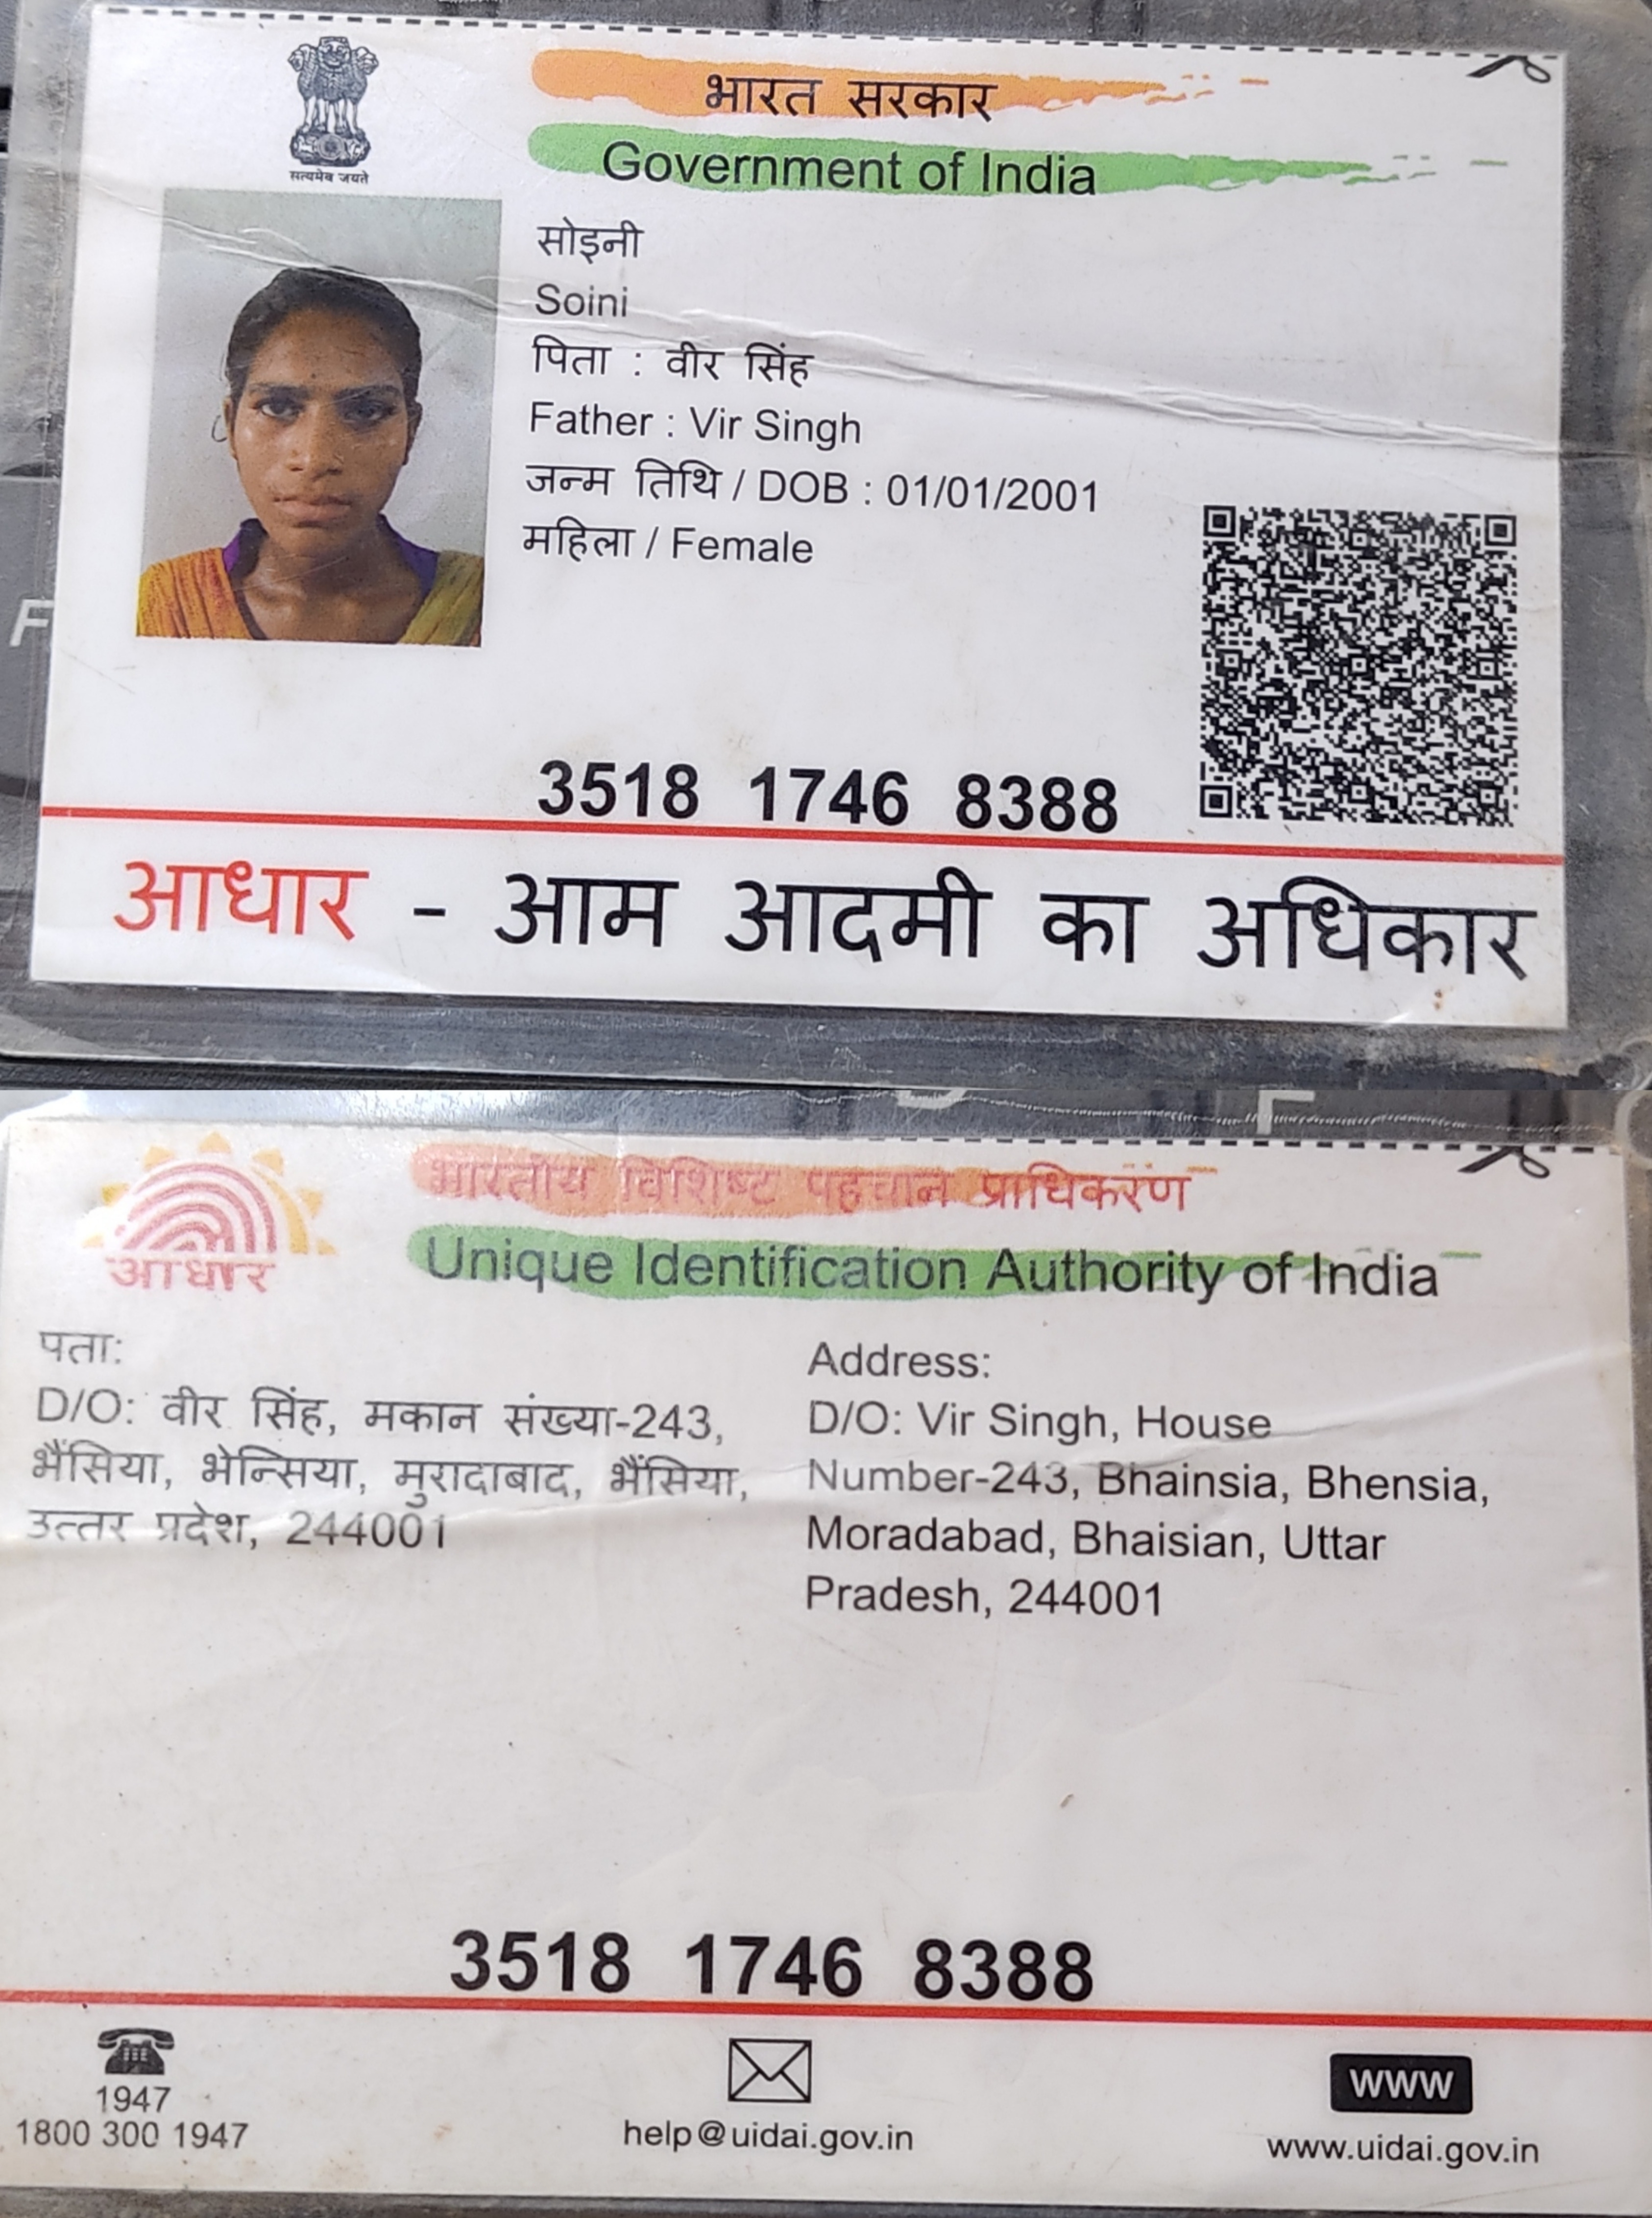 भारत सरकार
Government of India
सत्यमेव जयते
सोइनी
Soini
पिता : वीर सिंह
Father : Vir Singh
जन्म तिथि / DOB : 01/01/2001
महिला / Female
3518 1746 8388
आधार - आम आदमी का अधिकार
भारतीय विशिष्ट पहचान प्राधिकरण
Unique Identification Authority of India
आधार
पता:
D/O: वीर सिंह, मकान संख्या-243,
भैंसिया, भेन्सिया, मुरादाबाद, भैंसिया,
उत्तर प्रदेश, 244001
Address:
D/O: Vir Singh, House
Number-243, Bhainsia, Bhensia,
Moradabad, Bhaisian, Uttar
Pradesh, 244001
3518 1746 8388
1947
1800 300 1947
help@uidai.gov.in
www
www.uidai.gov.in